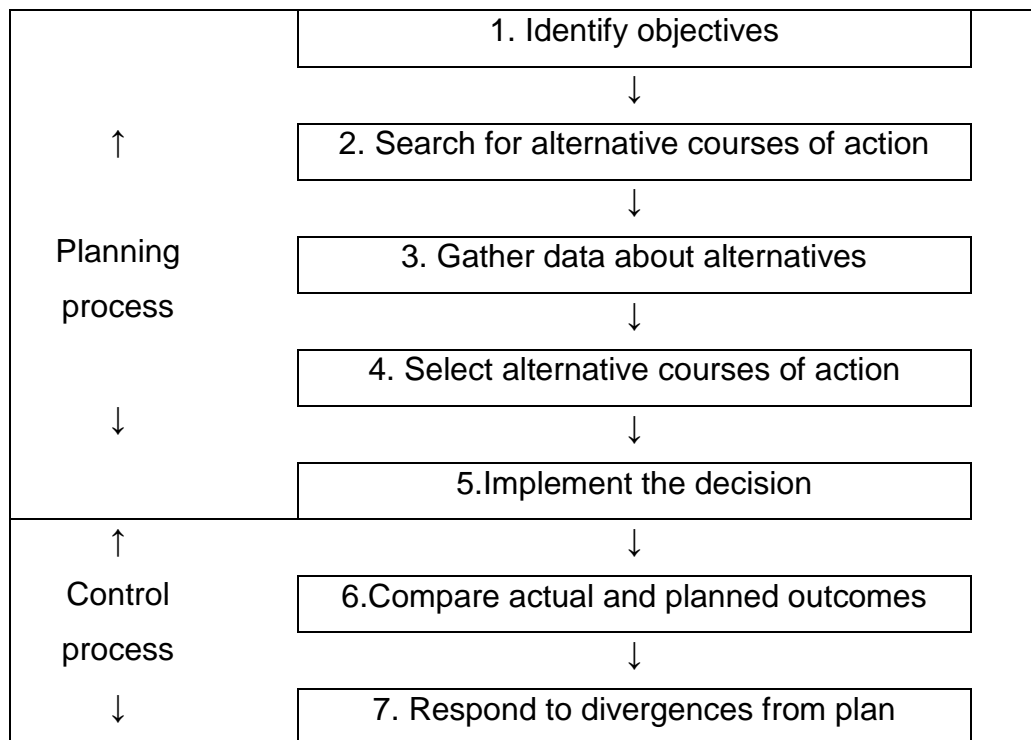 1. Identify objectives
↓
↑
2. Search for alternative courses of action
↓
Planning
process
3. Gather data about alternatives
↓
4. Select alternative courses of action
↓
↓
5.Implement the decision
↑
↓
Control
process
6.Compare actual and planned outcomes
↓
↓
7. Respond to divergences from plan